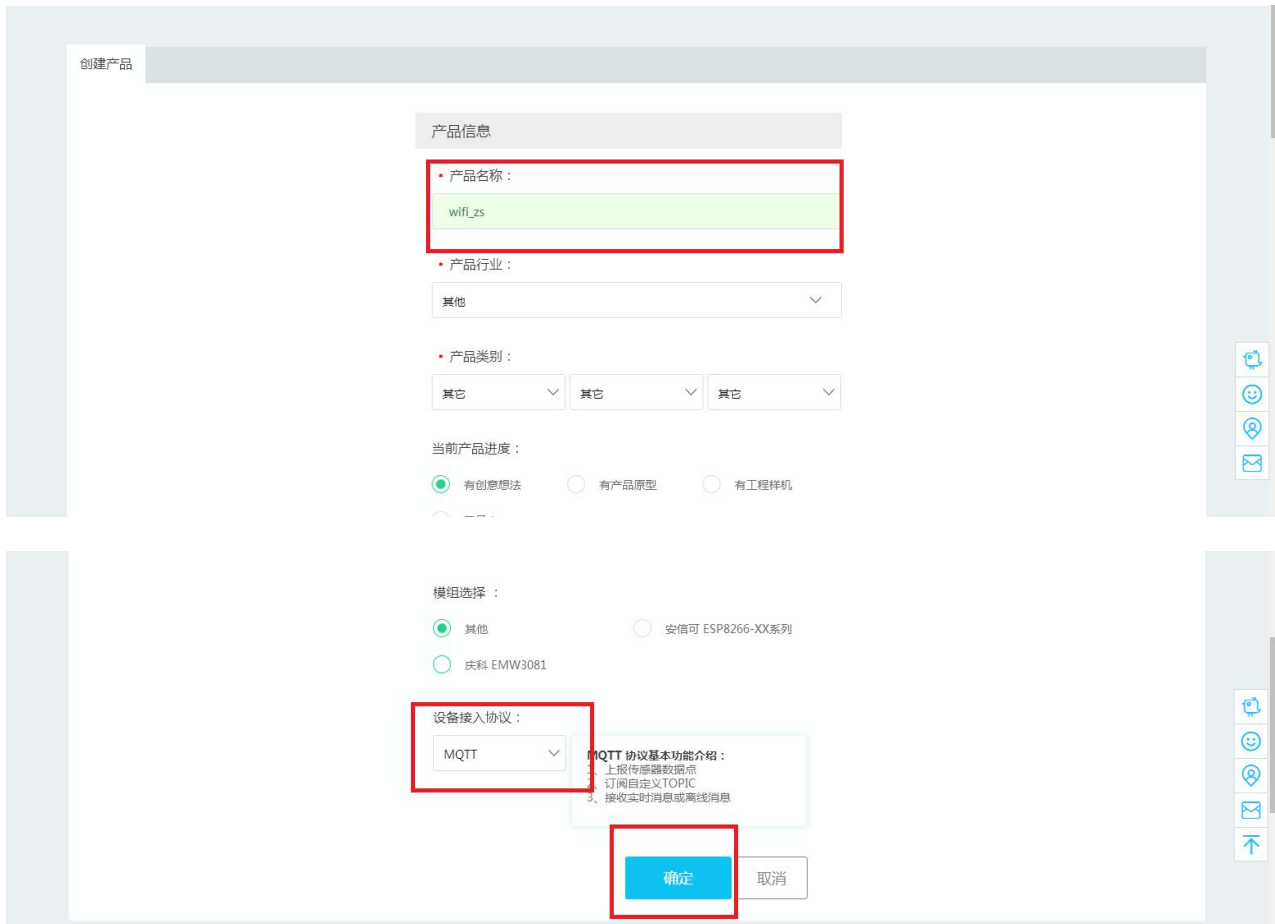 创建产品
产品信息
• 产品名称：
wifi_zs
• 产品行业：
其他
• 产品类别：
其它 其它 其它
当前产品进度：
有创意想法 有产品原型 有工程样机
模组选择 ：
其他 安信可 ESP8266-XX系列
庆科 EMW3081
设备接入协议：
MQTT
MQTT 协议基本功能介绍：
1、上报传感器数据点
2、订阅自定义TOPIC
3、接收实时消息或离线消息
确定 取消